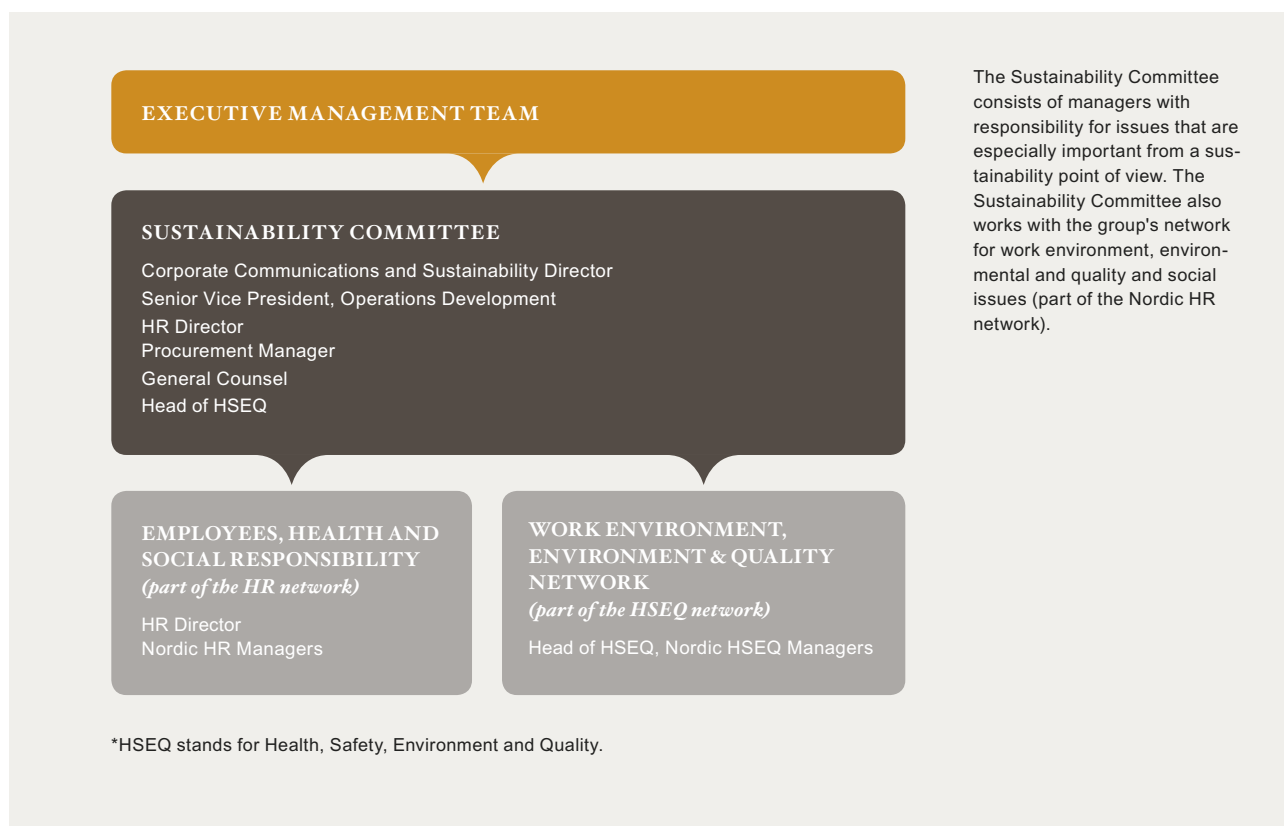 EXECUTIVE MANAGEMENT TEAM
SUSTAINABILITY COMMITTEE
Corporate Communications and Sustainability Director
Senior Vice President, Operations Development
HR Director
Procurement Manager
General Counsel
Head of HSEQ
EMPLOYEES, HEALTH AND
SOCIAL RESPONSIBILITY
(part of the HR network)
HR Director
Nordic HR Managers
WORK ENVIRONMENT,
ENVIRONMENT & QUALITY
NETWORK
(part of the HSEQ network)
Head of HSEQ, Nordic HSEQ Managers
*HSEQ stands for Health, Safety, Environment and Quality.
The Sustainability Committee
consists of managers with
responsibility for issues that are
especially important from a sus-
tainability point of view. The
Sustainability Committee also
works with the group's network
for work environment, environ-
mental and quality and social
issues (part of the Nordic HR
network).